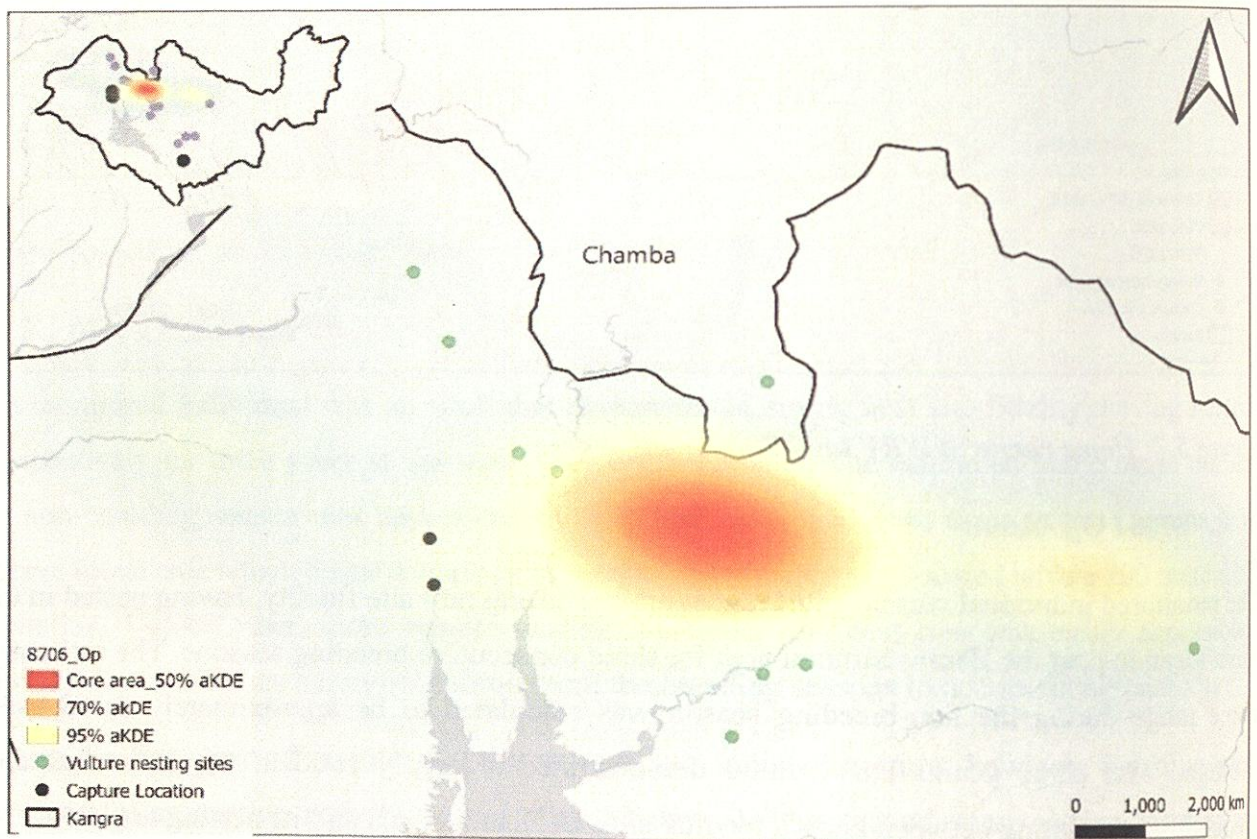 Chamba
8706_Op
Core area_50% aKDE
70% akDE
95% aKDE
Vulture nesting sites
Capture Location
Kangra
0 1,000 2,000 km